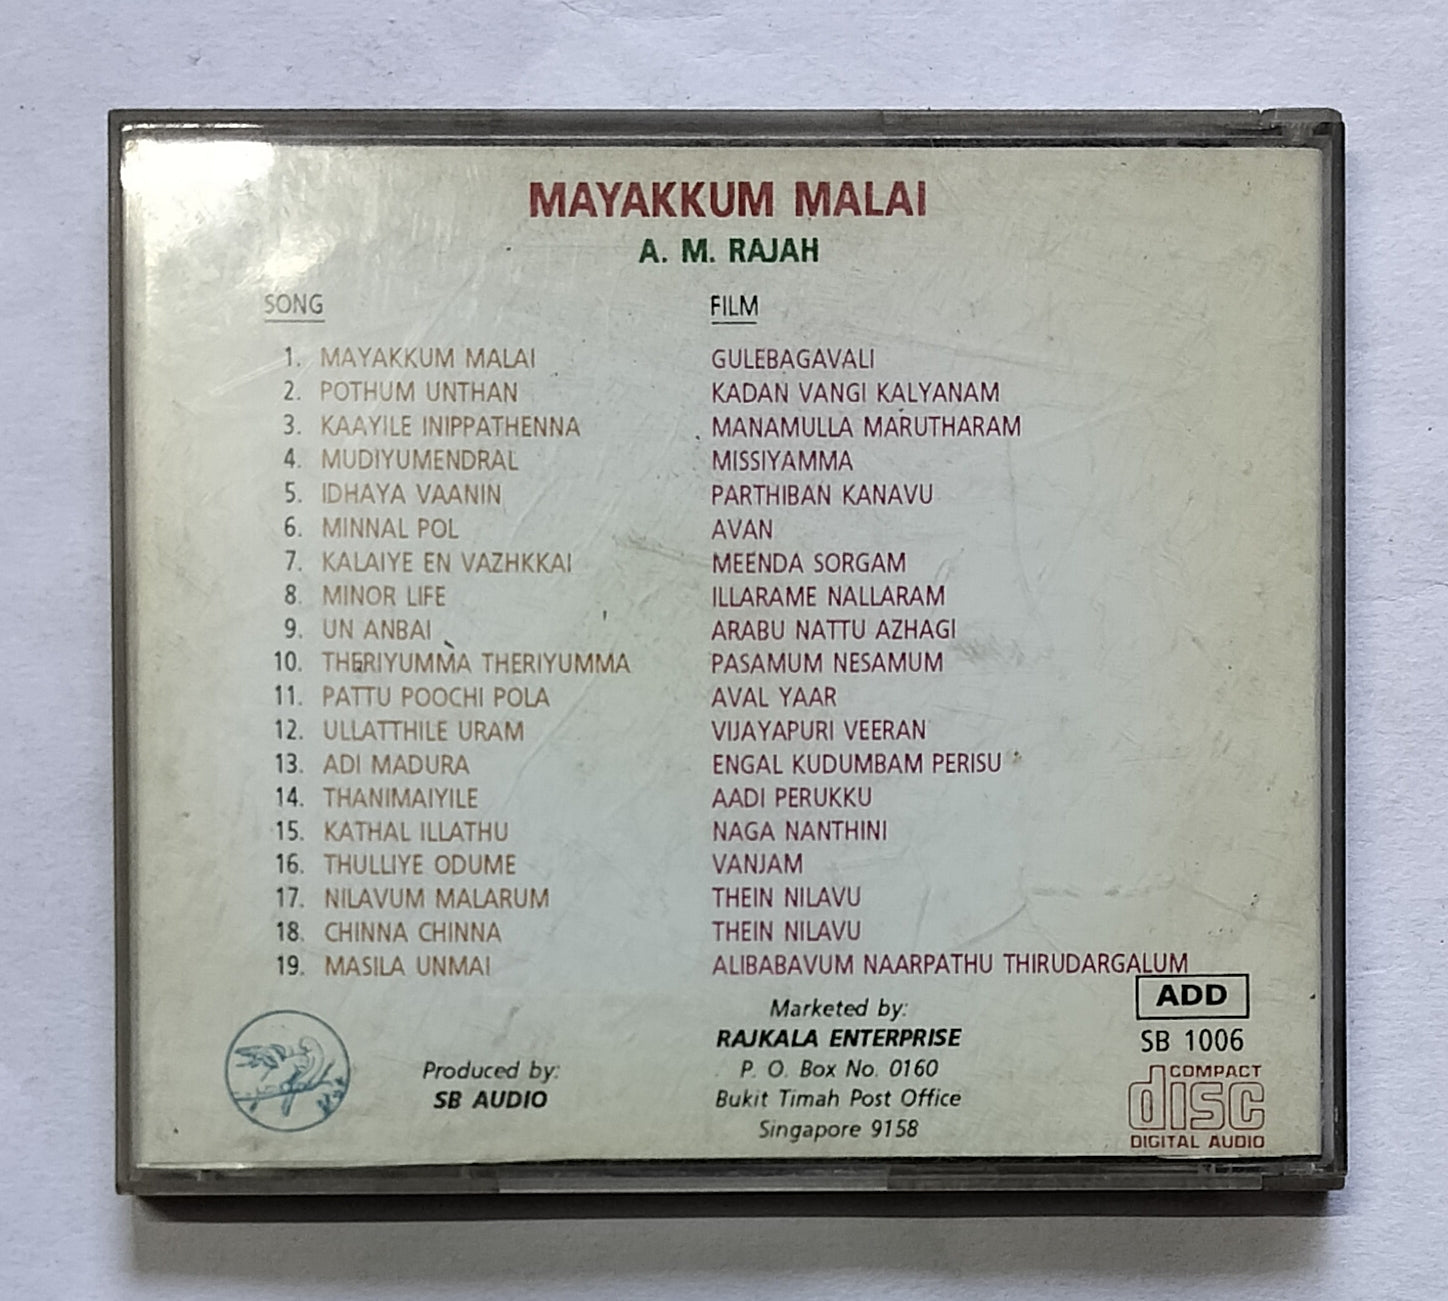 MAYAKKUM MALAI
A. M. RAJAH
SONG FILM
1. MAYAKKUM MALAI GULEBAGAVALI
2. POTHUM UNTHAN KADAN VANGI KALYANAM
3. KAAYILE INIPPATHENNA MANAMULLA MARUTHARAM
4. MUDIYUMENDRAL MISSIYAMMA
5. IDHAYA VAANIN PARTHIBAN KANAVU
6. MINNAL POL AVAN
7. KALAIYE EN VAZHKKAI MEENDA SORGAM
8. MINOR LIFE ILLARAME NALLARAM
9. UN ANBAI ARABU NATTU AZHAGI
10. THERIYUMMA THERIYUMMA PASAMUM NESAMUM
11. PATTU POOCHI POLA AVAL YAAR
12. ULLATTHILE URAM VIJAYAPURI VEERAN
13. ADI MADURA ENGAL KUDUMBAM PERISU
14. THANIMAIYILE AADI PERUKKU
15. KATHAL ILLATHU NAGA NANTHINI
16. THULLIYE ODUME VANJAM
17. NILAVUM MALARUM THEIN NILAVU
18. CHINNA CHINNA THEIN NILAVU
19. MASILA UNMAI ALIBABAVUM NAARPATHU THIRUDARGALUM
Produced by:
SB AUDIO
Marketed by:
RAJKALA ENTERPRISE
P. O. Box No. 0160
Bukit Timah Post Office
Singapore 9158
ADD
SB 1006
COMPACT
disc
DIGITAL AUDIO